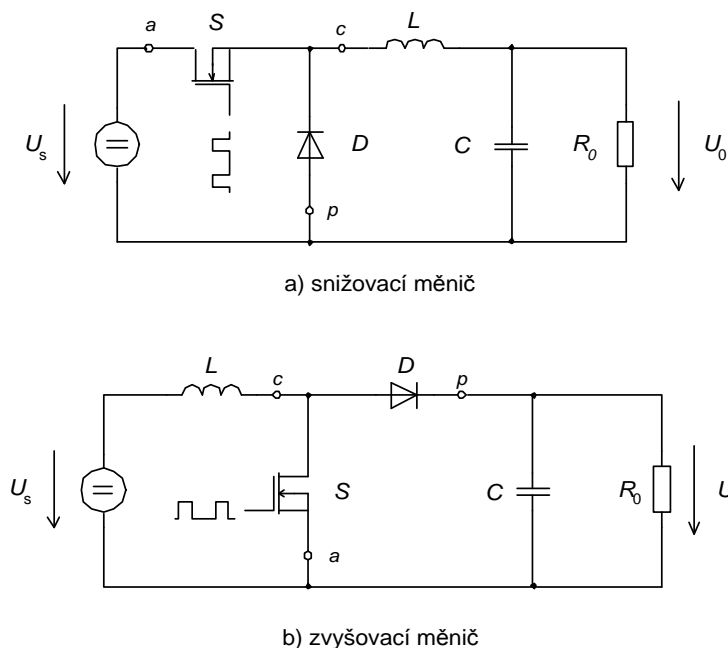 a S c L
U_s D C R_0 U_0
p
a) snižovací měnič
L c D p
U_s S C R_0 U
a
b) zvyšovací měnič